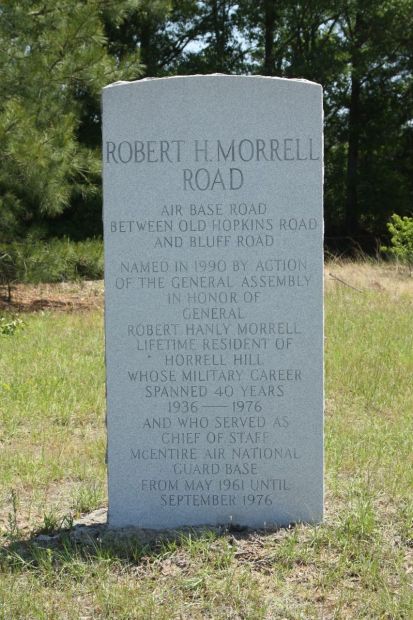 ROBERT H. MORRELL
ROAD
AIR BASE ROAD
BETWEEN OLD HOPKINS ROAD
AND BLUFF ROAD
NAMED IN 1990 BY ACTION
OF THE GENERAL ASSEMBLY
IN HONOR OF
GENERAL
ROBERT HANLY MORRELL
LIFETIME RESIDENT OF
HORRELL HILL
WHOSE MILITARY CAREER
SPANNED 40 YEARS
1936 — 1976
AND WHO SERVED AS
CHIEF OF STAFF
McENTIRE AIR NATIONAL
GUARD BASE
FROM MAY 1961 UNTIL
SEPTEMBER 1976